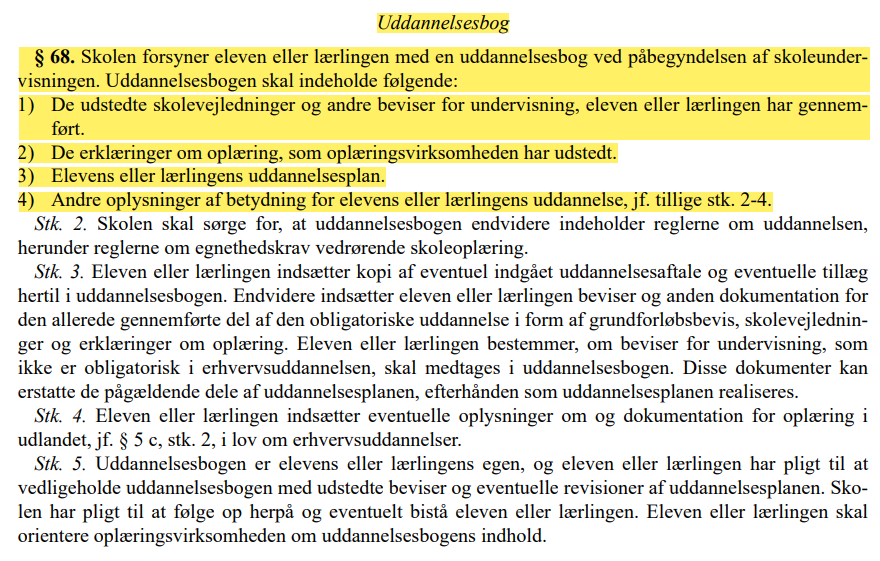 Uddannelsesbog
§ 68. Skolen forsyner eleven eller lærlingen med en uddannelsesbog ved påbegyndelsen af skoleunder-
visningen. Uddannelsesbogen skal indeholde følgende:
1) De udstedte skolevejledninger og andre beviser for undervisning, eleven eller lærlingen har gennem-
ført.
2) De erklæringer om oplæring, som oplæringsvirksomheden har udstedt.
3) Elevens eller lærlingens uddannelsesplan.
4) Andre oplysninger af betydning for elevens eller lærlingens uddannelse, jf. tillige stk. 2-4.
Stk. 2. Skolen skal sørge for, at uddannelsesbogen endvidere indeholder reglerne om uddannelsen,
herunder reglerne om egnethedskrav vedrørende skoleoplæring.
Stk. 3. Eleven eller lærlingen indsætter kopi af eventuel indgået uddannelsesaftale og eventuelle tillæg
hertil i uddannelsesbogen. Endvidere indsætter eleven eller lærlingen beviser og anden dokumentation for
den allerede gennemførte del af den obligatoriske uddannelse i form af grundforløbsbevis, skolevejlednin-
ger og erklæringer om oplæring. Eleven eller lærlingen bestemmer, om beviser for undervisning, som
ikke er obligatorisk i erhvervsuddannelsen, skal medtages i uddannelsesbogen. Disse dokumenter kan
erstatte de pågældende dele af uddannelsesplanen, efterhånden som uddannelsesplanen realiseres.
Stk. 4. Eleven eller lærlingen indsætter eventuelle oplysninger om og dokumentation for oplæring i
udlandet, jf. § 5 c, stk. 2, i lov om erhvervsuddannelser.
Stk. 5. Uddannelsesbogen er elevens eller lærlingens egen, og eleven eller lærlingen har pligt til at
vedligeholde uddannelsesbogen med udstedte beviser og eventuelle revisioner af uddannelsesplanen. Sko-
len har pligt til at følge op herpå og eventuelt bistå eleven eller lærlingen. Eleven eller lærlingen skal
orientere oplæringsvirksomheden om uddannelsesbogens indhold.